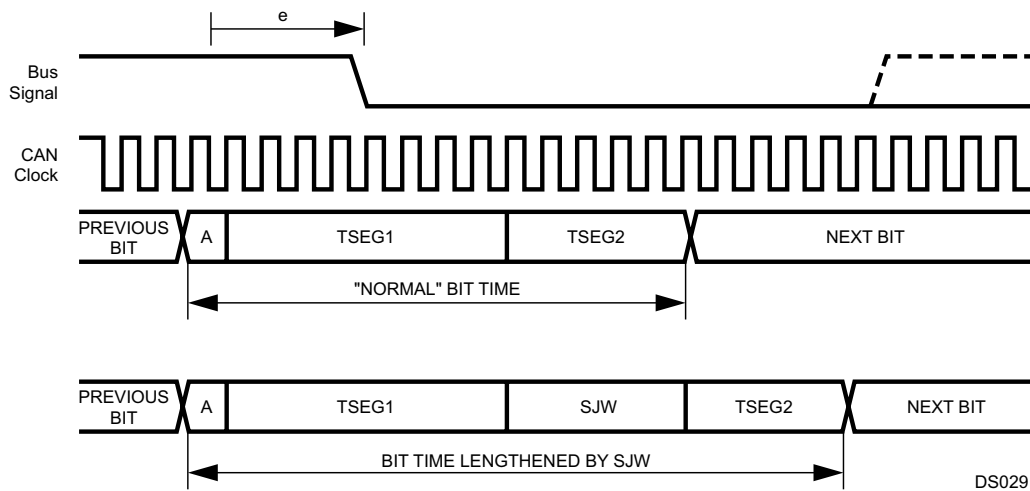 e
Bus
Signal
CAN
Clock
PREVIOUS
BIT
A
TSEG1
TSEG2
NEXT BIT
"NORMAL" BIT TIME
PREVIOUS
BIT
A
TSEG1
SJW
TSEG2
NEXT BIT
BIT TIME LENGTHENED BY SJW
DS029